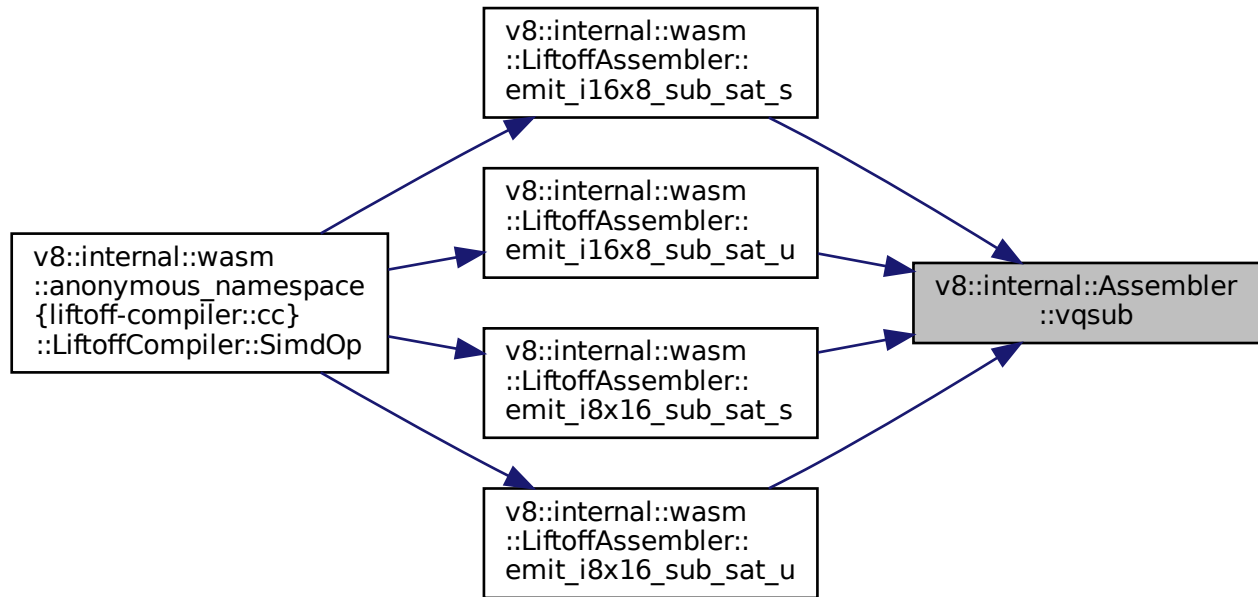 v8::internal::wasm
::LiftoffAssembler::
emit_i16x8_sub_sat_s
v8::internal::wasm
::LiftoffAssembler::
emit_i16x8_sub_sat_u
v8::internal::wasm
::anonymous_namespace
{liftoff-compiler::cc}
::LiftoffCompiler::SimdOp
v8::internal::Assembler
::vqsub
v8::internal::wasm
::LiftoffAssembler::
emit_i8x16_sub_sat_s
v8::internal::wasm
::LiftoffAssembler::
emit_i8x16_sub_sat_u